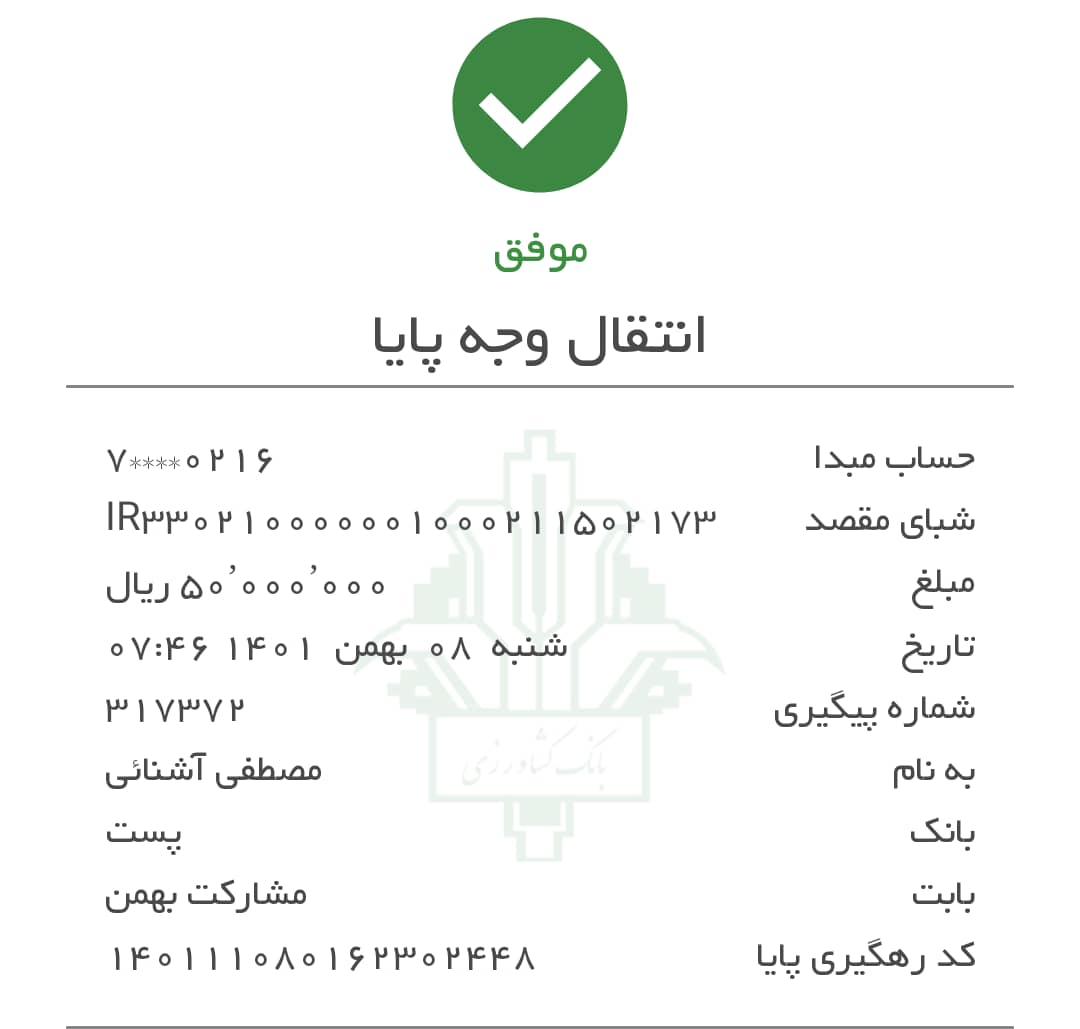 موفق
انتقال وجه پایا
حساب مبدا ۷****۰۲۱۶
شبای مقصد IR۳۳۰۲۱۰۰۰۰۰۰۱۰۰۰۲۱۱۵۰۲۱۷۳
مبلغ ۵۰٬۰۰۰٬۰۰۰ ریال
تاریخ شنبه ۰۸ بهمن ۱۴۰۱ ۰۷:۴۶
شماره پیگیری ۳۱۷۳۷۲
به نام مصطفی آشنائی
بانک پست
بابت مشارکت بهمن
کد رهگیری پایا ۱۴۰۱۱۱۰۸۰۱۶۲۳۰۲۴۴۸
بانک کشاورزی